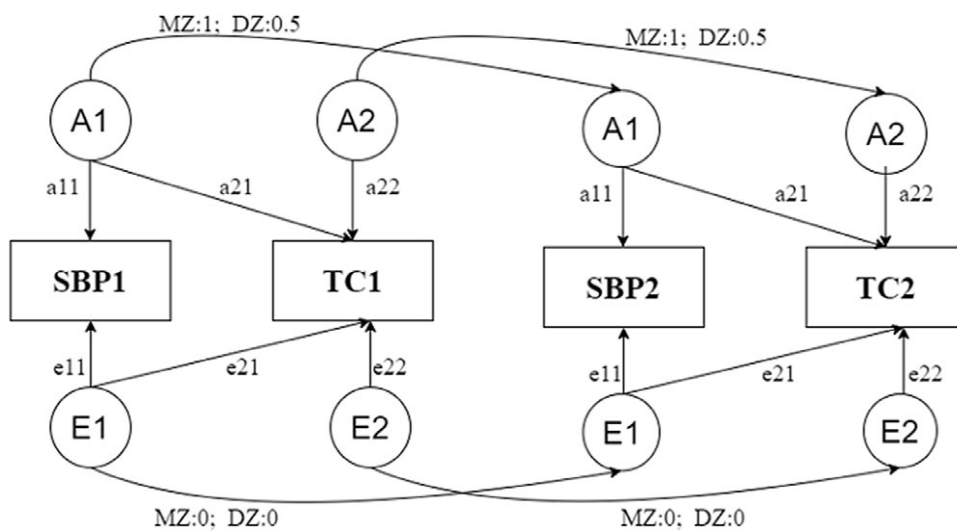 MZ:1; DZ:0.5
MZ:1; DZ:0.5
A1
A2
A1
A2
a11
a21
a22
a11
a21
a22
SBP1
TC1
SBP2
TC2
e11
e21
e22
e11
e21
e22
E1
E2
E1
E2
MZ:0; DZ:0
MZ:0; DZ:0